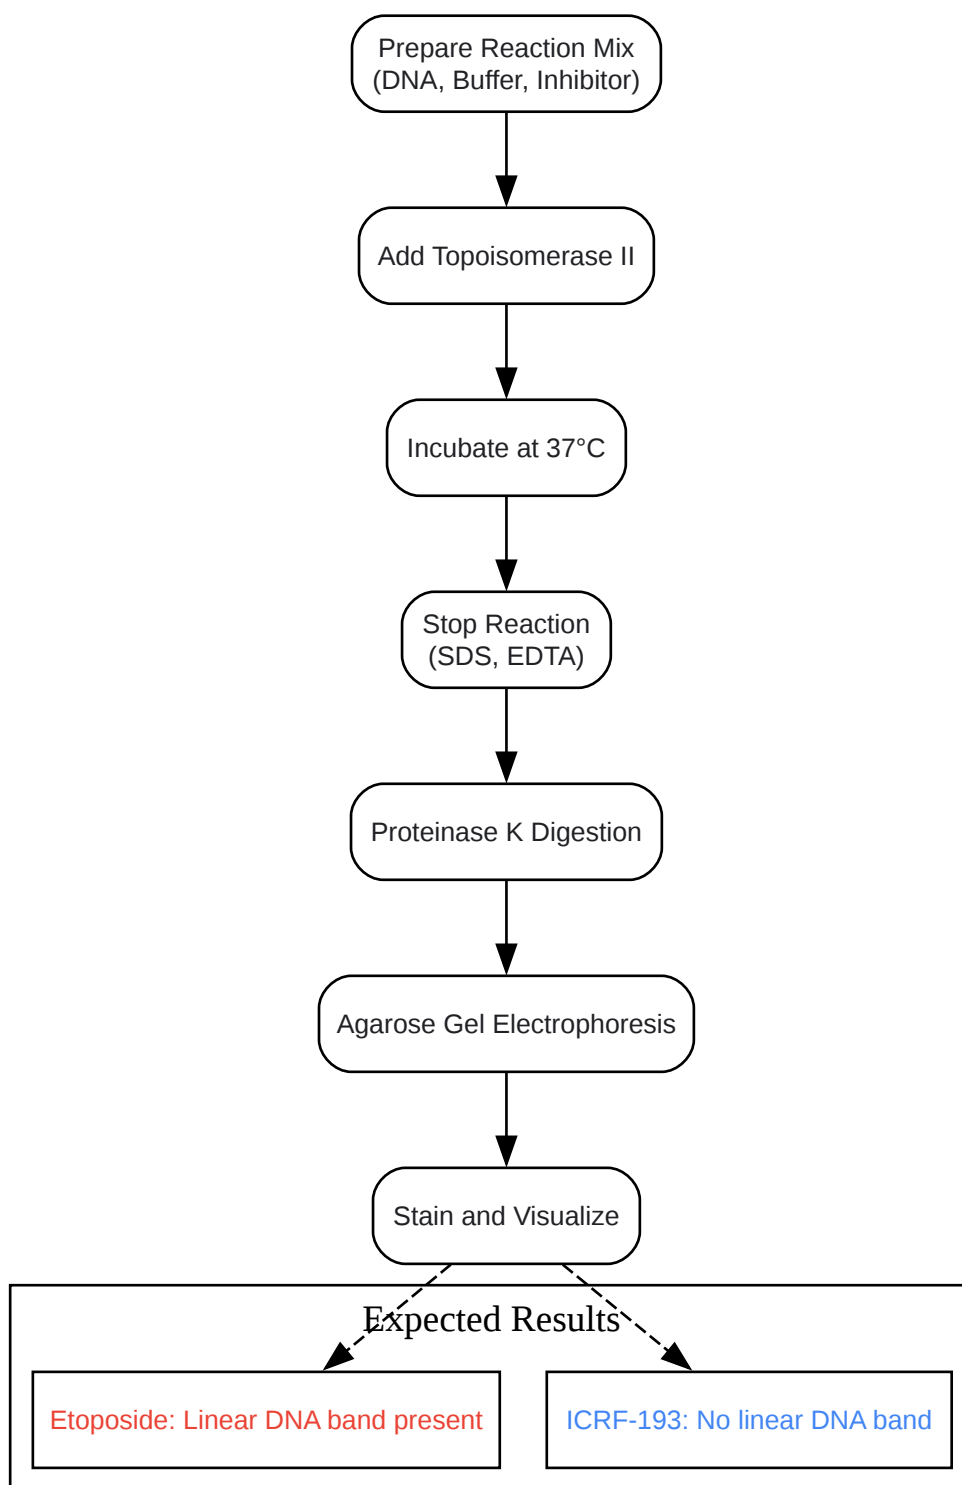 Prepare Reaction Mix
(DNA, Buffer, Inhibitor)
Add Topoisomerase II
Incubate at 37°C
Stop Reaction
(SDS, EDTA)
Proteinase K Digestion
Agarose Gel Electrophoresis
Stain and Visualize
Expected Results
Etoposide: Linear DNA band present
ICRF-193: No linear DNA band